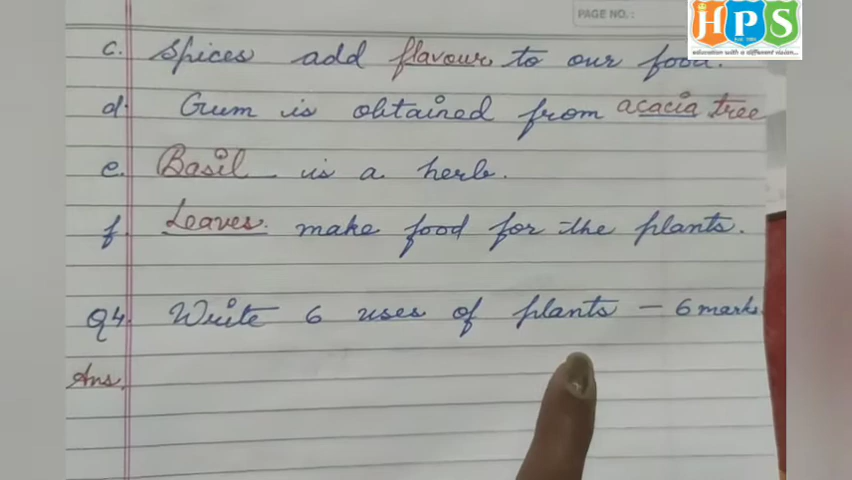 PAGE NO.:
HPS
education with a different vision...
c. Spices add flavour to our food.
d. Gum is obtained from acacia tree
e. Basil is a herb.
f. Leaves make food for the plants.
Q4. Write 6 uses of plants – 6 marks.
Ans.